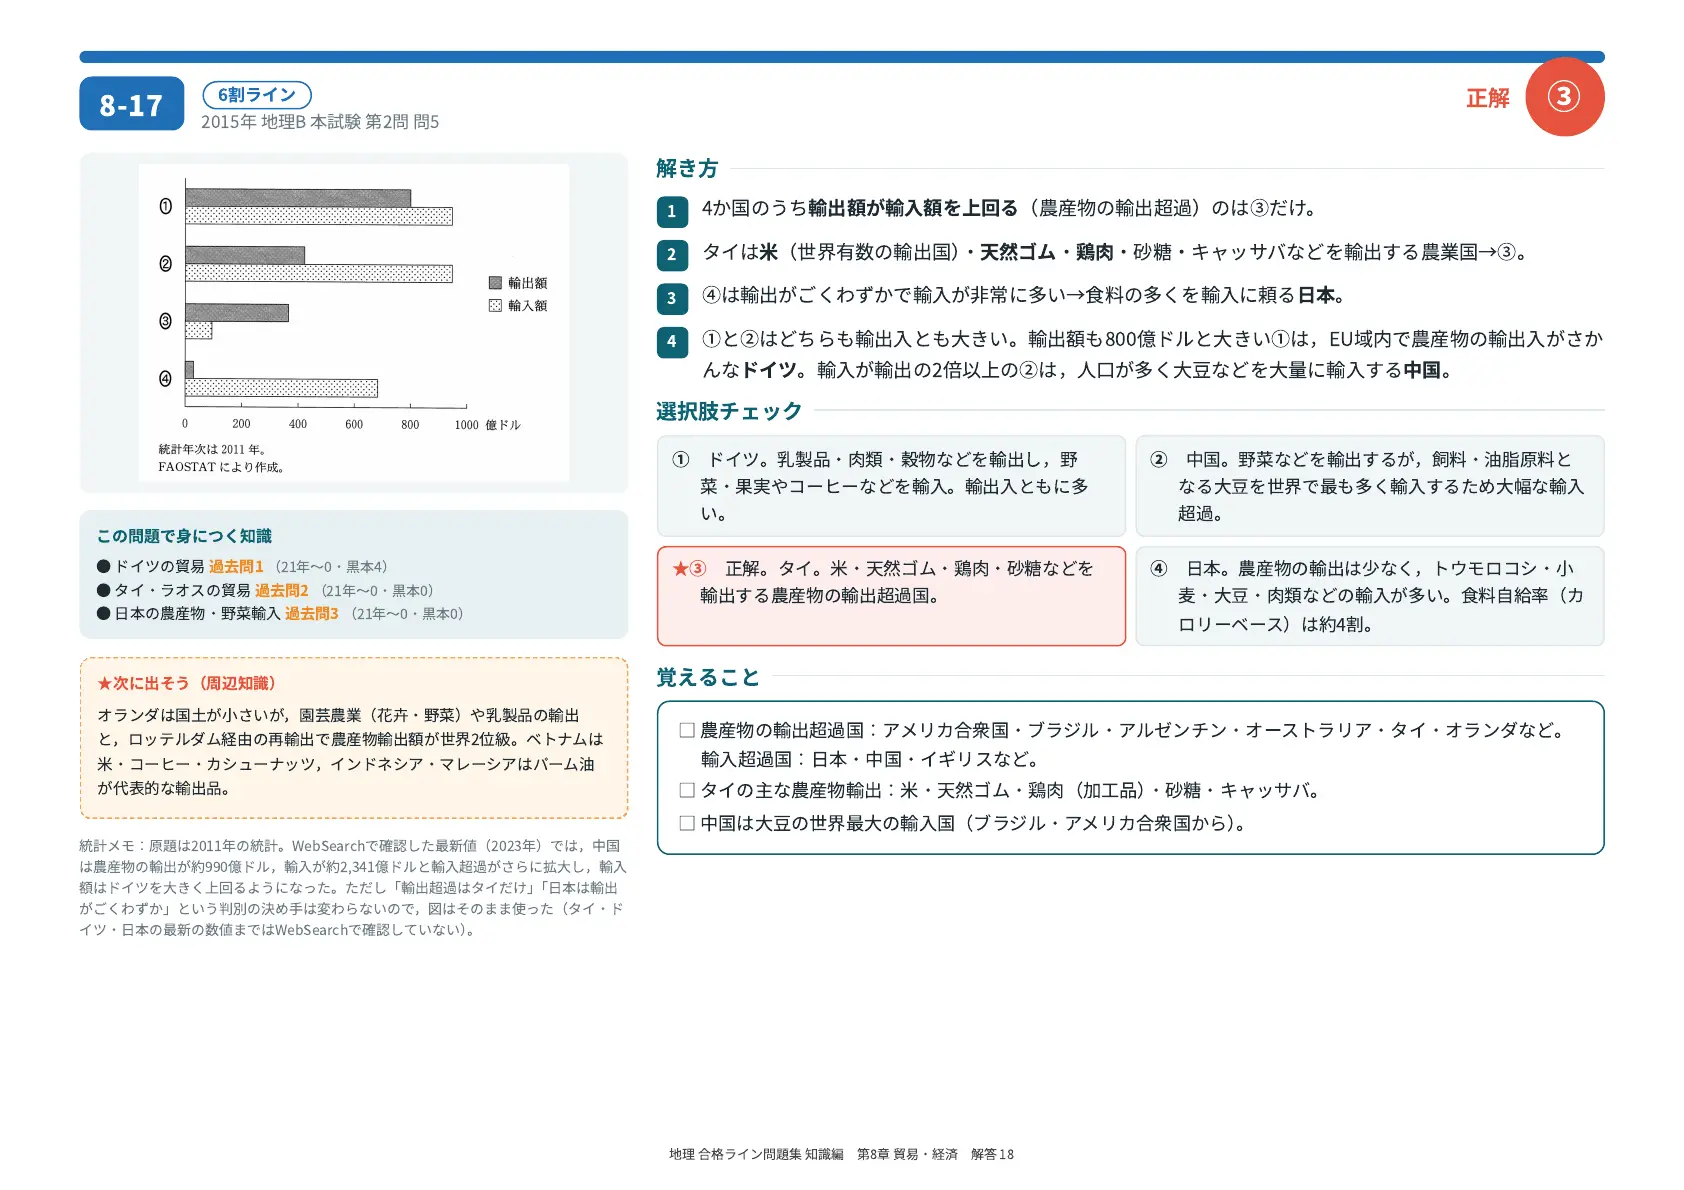 8-17
6割ライン
2015年 地理B 本試験 第2問 問5
正解 ③
①
②
③
④
輸出額
輸入額
0 200 400 600 800 1000 億ドル
統計年次は 2011 年。
FAOSTAT により作成。
この問題で身につく知識
●ドイツの貿易 過去問1 （21年〜0・黒本4）
●タイ・ラオスの貿易 過去問2 （21年〜0・黒本0）
●日本の農産物・野菜輸入 過去問3 （21年〜0・黒本0）
★次に出そう（周辺知識）
オランダは国土が小さいが，園芸農業（花卉・野菜）や乳製品の輸出
と，ロッテルダム経由の再輸出で農産物輸出額が世界2位級。ベトナムは
米・コーヒー・カシューナッツ，インドネシア・マレーシアはパーム油
が代表的な輸出品。
統計メモ：原題は2011年の統計。WebSearchで確認した最新値（2023年）では，中国
は農産物の輸出が約990億ドル，輸入が約2,341億ドルと輸入超過がさらに拡大し，輸入
額はドイツを大きく上回るようになった。ただし「輸出超過はタイだけ」「日本は輸出
がごくわずか」という判別の決め手は変わらないので，図はそのまま使った（タイ・ド
イツ・日本の最新の数値まではWebSearchで確認していない）。
解き方
1 4か国のうち輸出額が輸入額を上回る（農産物の輸出超過）のは③だけ。
2 タイは米（世界有数の輸出国）・天然ゴム・鶏肉・砂糖・キャッサバなどを輸出する農業国→③。
3 ④は輸出がごくわずかで輸入が非常に多い→食料の多くを輸入に頼る日本。
4 ①と②はどちらも輸出入とも大きい。輸出額も800億ドルと大きい①は，EU域内で農産物の輸出入がさか
んなドイツ。輸入が輸出の2倍以上の②は，人口が多く大豆などを大量に輸入する中国。
選択肢チェック
① ドイツ。乳製品・肉類・穀物などを輸出し，野
菜・果実やコーヒーなどを輸入。輸出入ともに多
い。
② 中国。野菜などを輸出するが，飼料・油脂原料と
なる大豆を世界で最も多く輸入するため大幅な輸入
超過。
★③ 正解。タイ。米・天然ゴム・鶏肉・砂糖などを
輸出する農産物の輸出超過国。
④ 日本。農産物の輸出は少なく，トウモロコシ・小
麦・大豆・肉類などの輸入が多い。食料自給率（カ
ロリーベース）は約4割。
覚えること
□ 農産物の輸出超過国：アメリカ合衆国・ブラジル・アルゼンチン・オーストラリア・タイ・オランダなど。
輸入超過国：日本・中国・イギリスなど。
□ タイの主な農産物輸出：米・天然ゴム・鶏肉（加工品）・砂糖・キャッサバ。
□ 中国は大豆の世界最大の輸入国（ブラジル・アメリカ合衆国から）。
地理 合格ライン問題集 知識編 第8章 貿易・経済 解答18